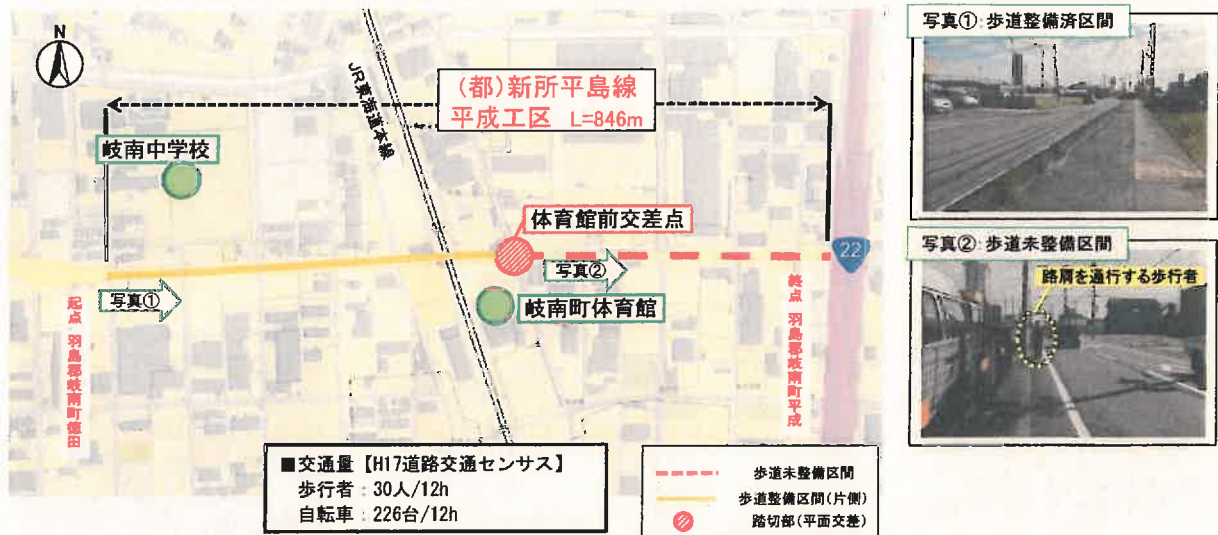 N
(都)新所平島線
平成工区 L=846m
JR東海道本線
岐南中学校
体育館前交差点
22
写真①
写真②
岐南町体育館
起点 羽島郡岐南町徳田
終点 羽島郡岐南町平成
■交通量【H17道路交通センサス】
歩行者:30人/12h
自転車:226台/12h
歩道未整備区間
歩道整備区間(片側)
踏切部(平面交差)
写真①:歩道整備済区間
写真②:歩道未整備区間
路肩を通行する歩行者